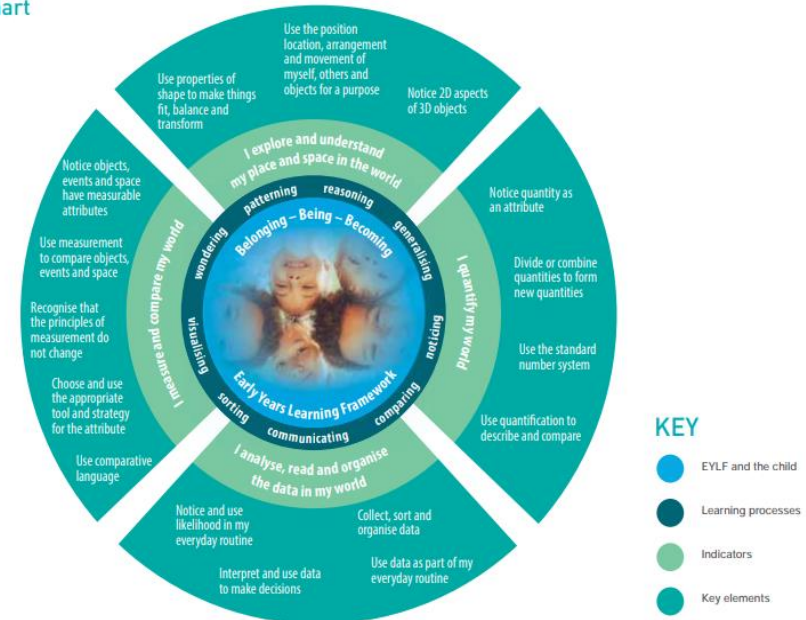 Use the position
location, arrangement
and movement of
myself, others and
objects for a purpose
Use properties of
shape to make things
fit, balance and
transform
Notice 2D aspects
of 3D objects
I explore and understand
my place and space in the world
Notice objects,
events and space
have measurable
attributes
Use measurement
to compare objects,
events and space
Recognise that
the principles of
measurement do
not change
Choose and use
the appropriate
tool and strategy
for the attribute
Use comparative
language
I measure and compare my world
Notice quantity as
an attribute
Divide or combine
quantities to form
new quantities
Use the standard
number system
Use quantification to
describe and compare
I quantify my world
wondering
patterning
reasoning
generalising
noticing
comparing
communicating
sorting
visualising
Belonging – Being – Becoming
Early Years Learning Framework
I analyse, read and organise
the data in my world
Notice and use
likelihood in my
everyday routine
Collect, sort and
organise data
Interpret and use data
to make decisions
Use data as part of my
everyday routine
KEY
EYLF and the child
Learning processes
Indicators
Key elements